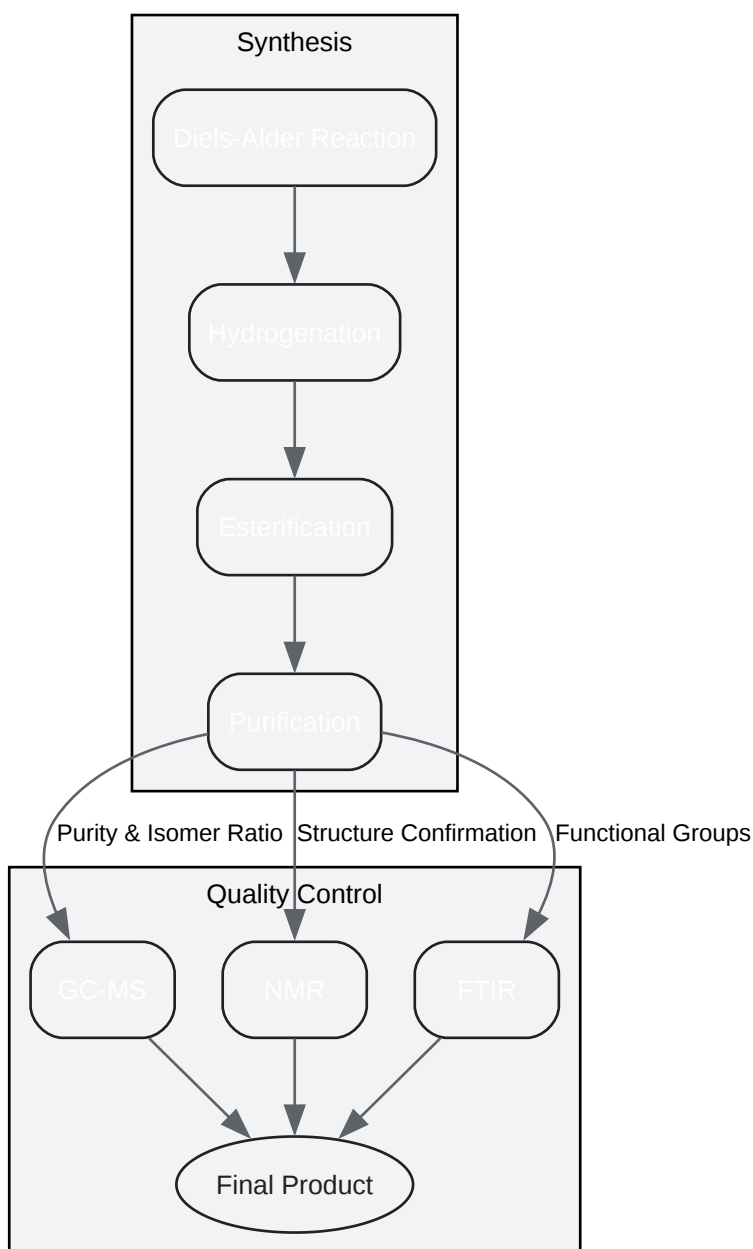 Synthesis
Diels-Alder Reaction
Hydrogenation
Esterification
Purification
Purity & Isomer Ratio
Structure Confirmation
Functional Groups
Quality Control
GC-MS
NMR
FTIR
Final Product